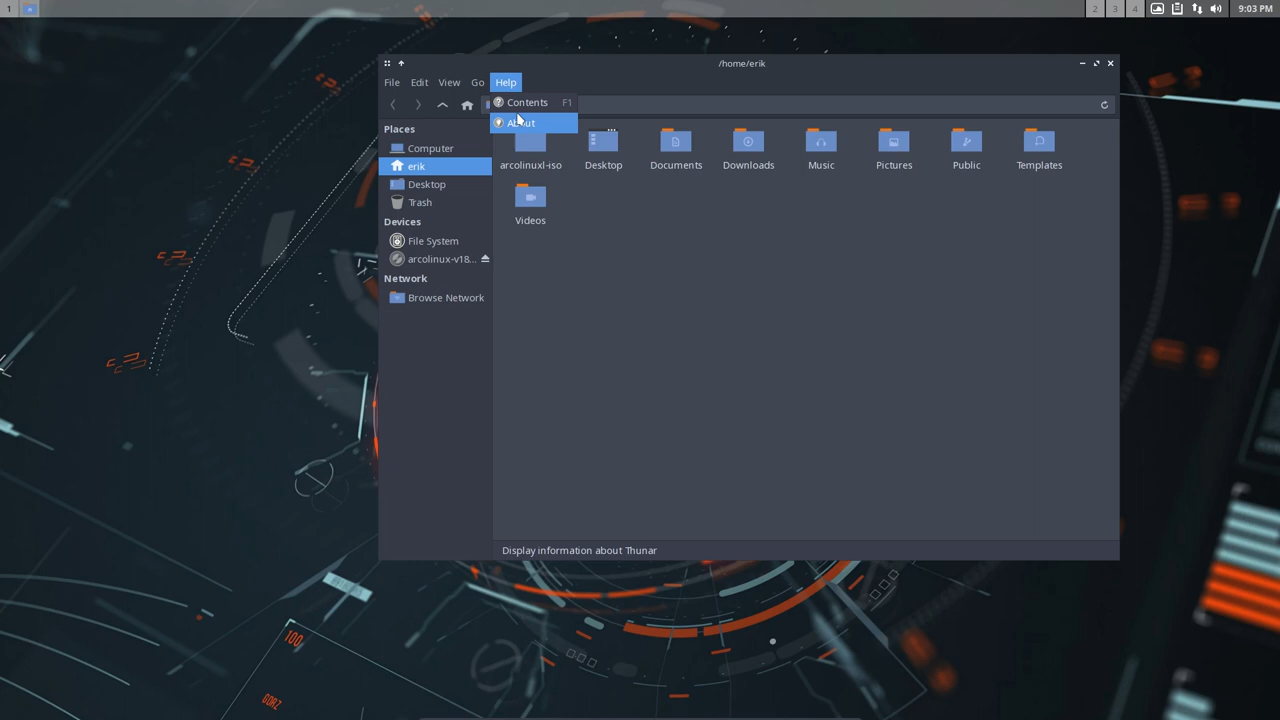 1
2 3 4 9:03 PM
/home/erik
File Edit View Go Help
Contents F1
About
Places
Computer
erik
Desktop
Trash
Devices
File System
arcolinux-v18...
Network
Browse Network
arcolinuxl-iso Desktop Documents Downloads Music Pictures Public Templates
Videos
Display information about Thunar
100
GORZ